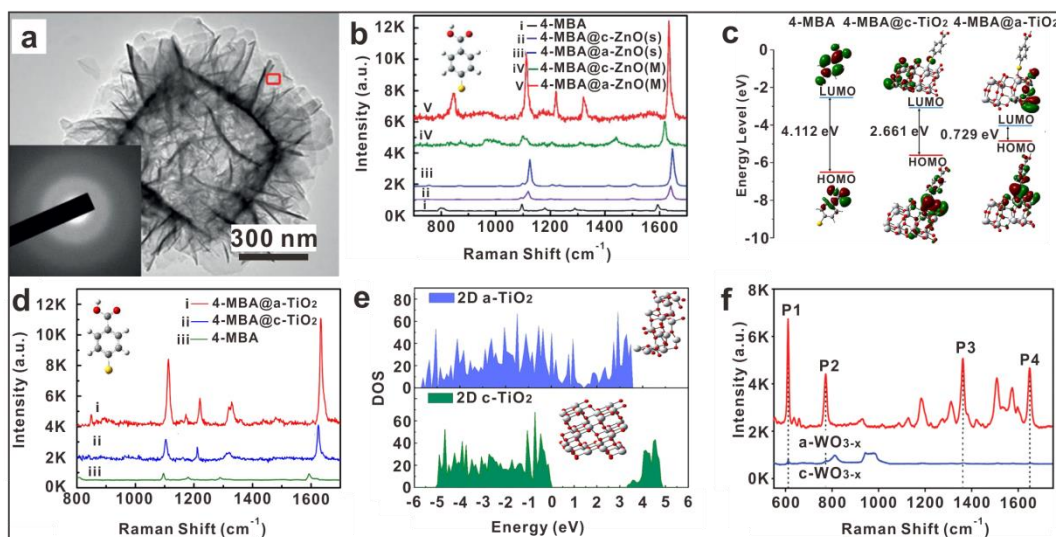 a
300 nm
b
Intensity (a.u.)
12K
10K
8K
6K
4K
2K
0K
i 4-MBA
ii 4-MBA@c-ZnO(s)
iii 4-MBA@a-ZnO(s)
iV 4-MBA@c-ZnO(M)
V 4-MBA@a-ZnO(M)
V
iV
iii
ii
i
800 1000 1200 1400 1600
Raman Shift (cm⁻¹)
c
4-MBA 4-MBA@c-TiO₂ 4-MBA@a-TiO₂
Energy Level (eV)
0
-2
-4
-6
-8
-10
LUMO
4.112 eV
HOMO
LUMO
2.661 eV
HOMO
LUMO
0.729 eV
HOMO
d
Intensity (a.u.)
12K
10K
8K
6K
4K
2K
0K
i 4-MBA@a-TiO₂
ii 4-MBA@c-TiO₂
iii 4-MBA
i
ii
iii
800 1000 1200 1400 1600
Raman Shift (cm⁻¹)
e
DOS
80
60
40
20
0
2D a-TiO₂
80
60
40
20
0
2D c-TiO₂
-6 -5 -4 -3 -2 -1 0 1 2 3 4 5 6
Energy (eV)
f
Intensity (a.u.)
8K
6K
4K
2K
0K
P1
P2
P3
P4
a-WO₃₋ₓ
c-WO₃₋ₓ
600 800 1000 1200 1400 1600
Raman Shift (cm⁻¹)